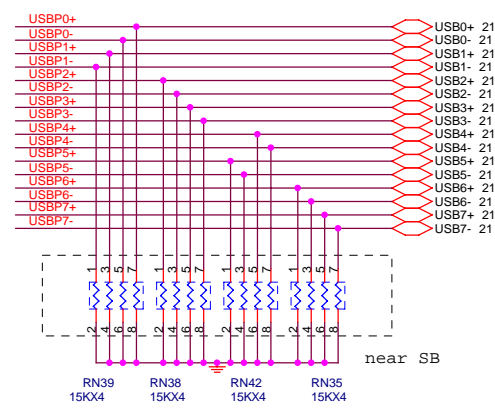 USBP0+ USB0+ 21
USBP0- USB0- 21
USBP1+ USB1+ 21
USBP1- USB1- 21
USBP2+ USB2+ 21
USBP2- USB2- 21
USBP3+ USB3+ 21
USBP3- USB3- 21
USBP4+ USB4+ 21
USBP4- USB4- 21
USBP5+ USB5+ 21
USBP5- USB5- 21
USBP6+ USB6+ 21
USBP6- USB6- 21
USBP7+ USB7+ 21
USBP7- USB7- 21
1 3 5 7 1 3 5 7 1 3 5 7 1 3 5 7
2 4 6 8 2 4 6 8 2 4 6 8 2 4 6 8
near SB
RN39 RN38 RN42 RN35
15KX4 15KX4 15KX4 15KX4